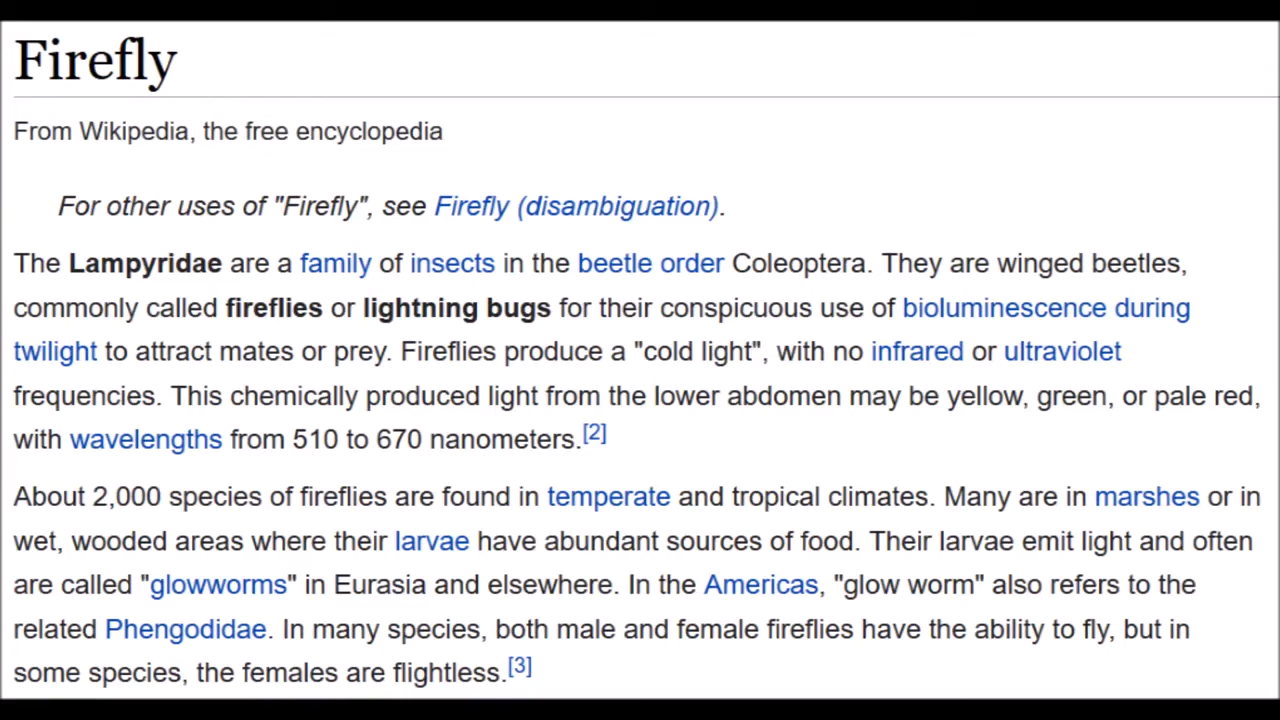 Firefly
From Wikipedia, the free encyclopedia
For other uses of "Firefly", see Firefly (disambiguation).
The Lampyridae are a family of insects in the beetle order Coleoptera. They are winged beetles,
commonly called fireflies or lightning bugs for their conspicuous use of bioluminescence during
twilight to attract mates or prey. Fireflies produce a "cold light", with no infrared or ultraviolet
frequencies. This chemically produced light from the lower abdomen may be yellow, green, or pale red,
with wavelengths from 510 to 670 nanometers.[2]
About 2,000 species of fireflies are found in temperate and tropical climates. Many are in marshes or in
wet, wooded areas where their larvae have abundant sources of food. Their larvae emit light and often
are called "glowworms" in Eurasia and elsewhere. In the Americas, "glow worm" also refers to the
related Phengodidae. In many species, both male and female fireflies have the ability to fly, but in
some species, the females are flightless.[3]